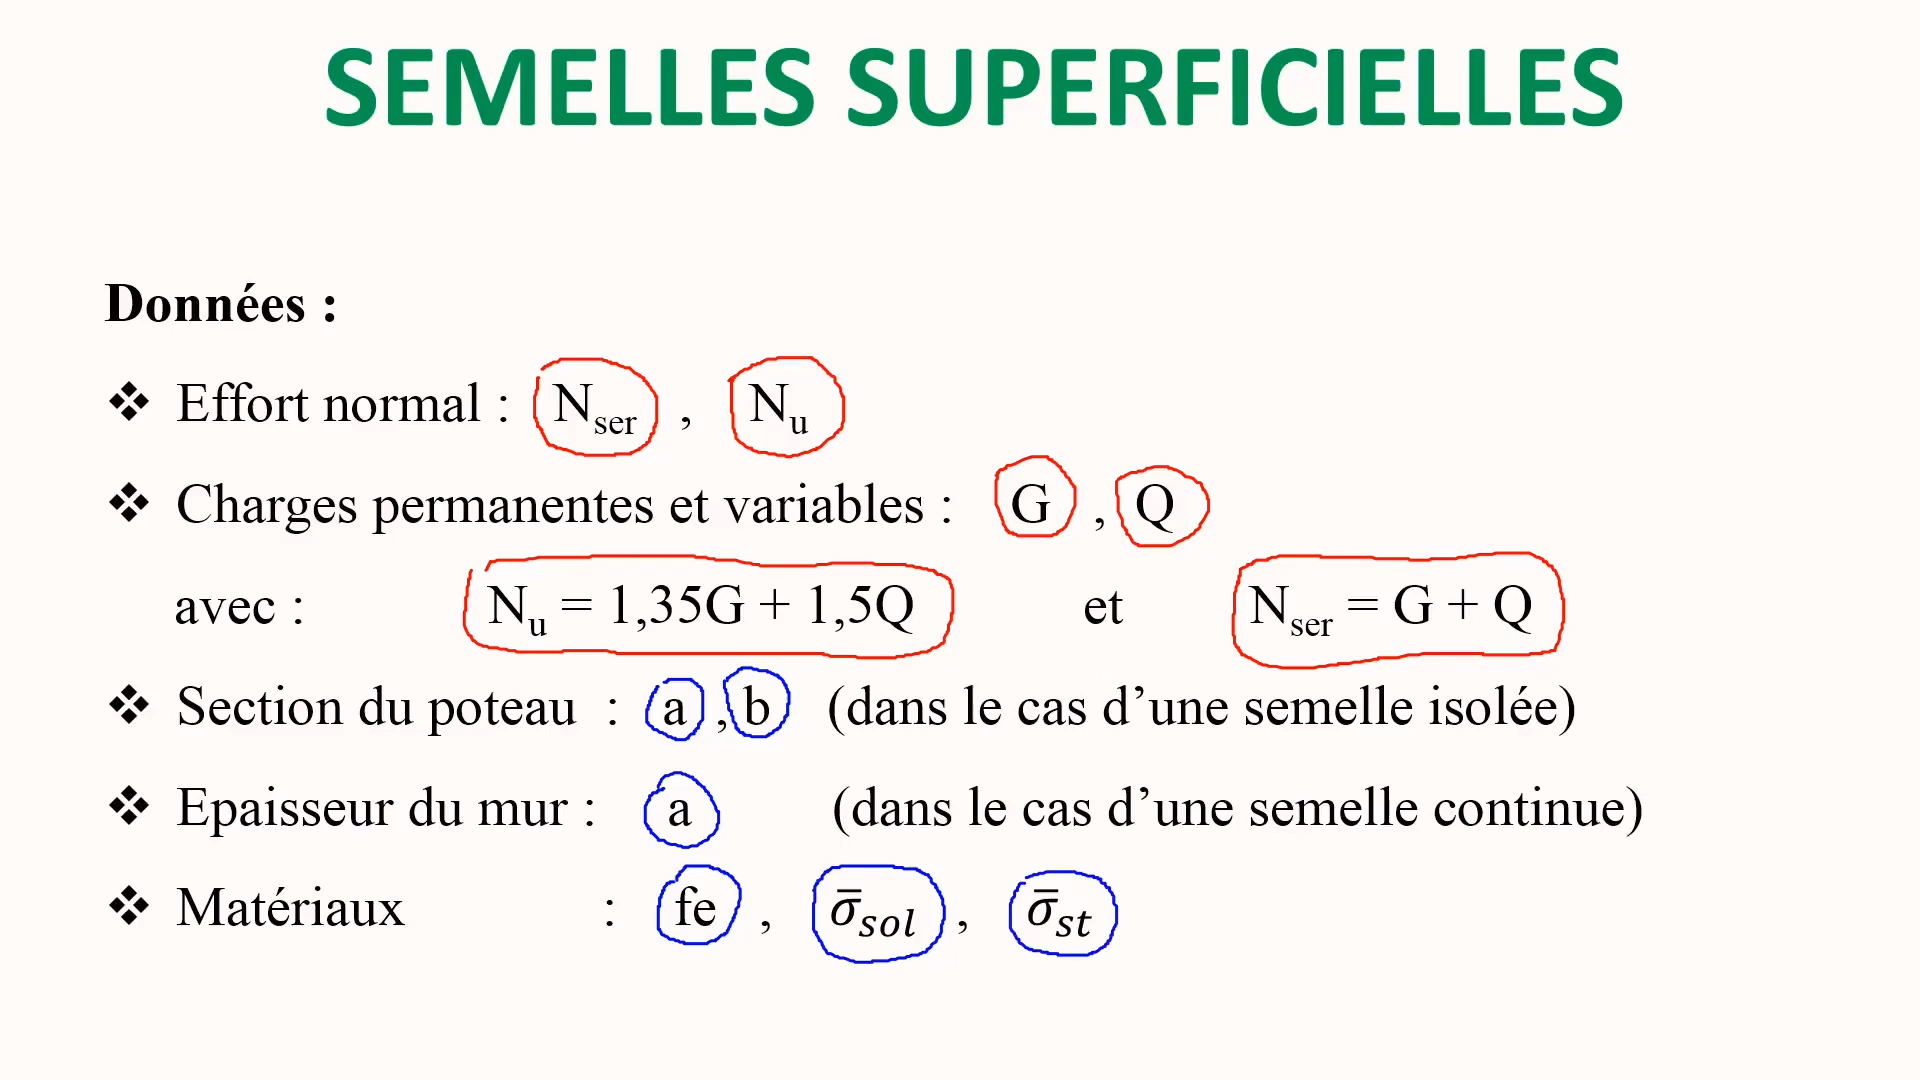 SEMELLES SUPERFICIELLES
Données :
❖ Effort normal : Nser , Nu
❖ Charges permanentes et variables : G , Q
avec : Nu = 1,35G + 1,5Q et Nser = G + Q
❖ Section du poteau : a , b (dans le cas d’une semelle isolée)
❖ Epaisseur du mur : a (dans le cas d’une semelle continue)
❖ Matériaux : fe , σ̅sol , σ̅st